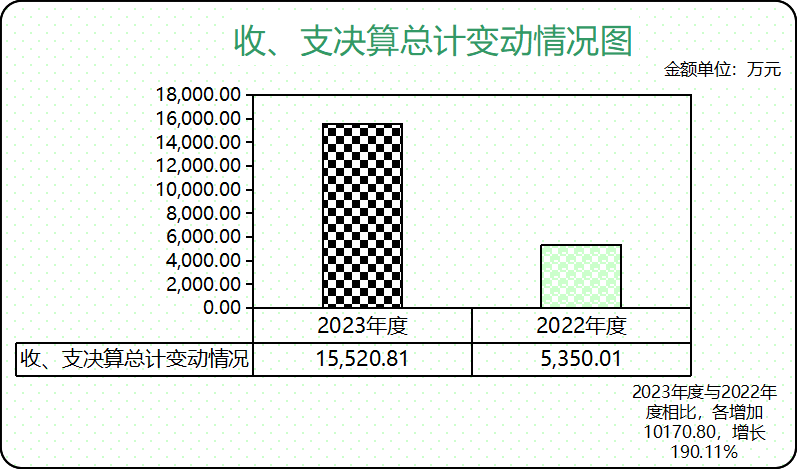 收、支决算总计变动情况图
金额单位：万元
18,000.00
16,000.00
14,000.00
12,000.00
10,000.00
8,000.00
6,000.00
4,000.00
2,000.00
0.00
2023年度 2022年度
收、支决算总计变动情况 15,520.81 5,350.01
2023年度与2022年
度相比，各增加
10170.80，增长
190.11%